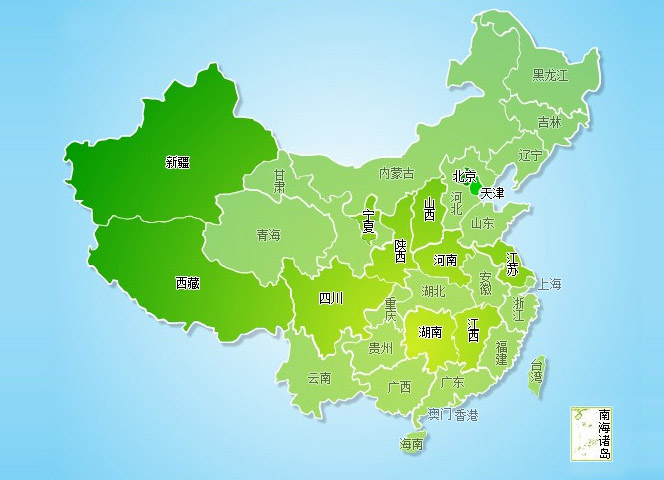 黑龙江
吉林
辽宁
内蒙古
新疆
甘肃
北京
天津
河北
山西
宁夏
山东
青海
陕西
河南
江苏
西藏
安徽
上海
四川
湖北
重庆
浙江
湖南
江西
贵州
福建
台湾
云南
广西
广东
澳门
香港
海南
南海诸岛